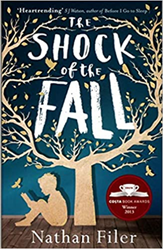 "Heartrending" SJ Watson, author of Before I Go to Sleep
THE
SHOCK
OF THE
FALL
COSTA BOOK AWARDS
Winner
2013
Nathan Filer